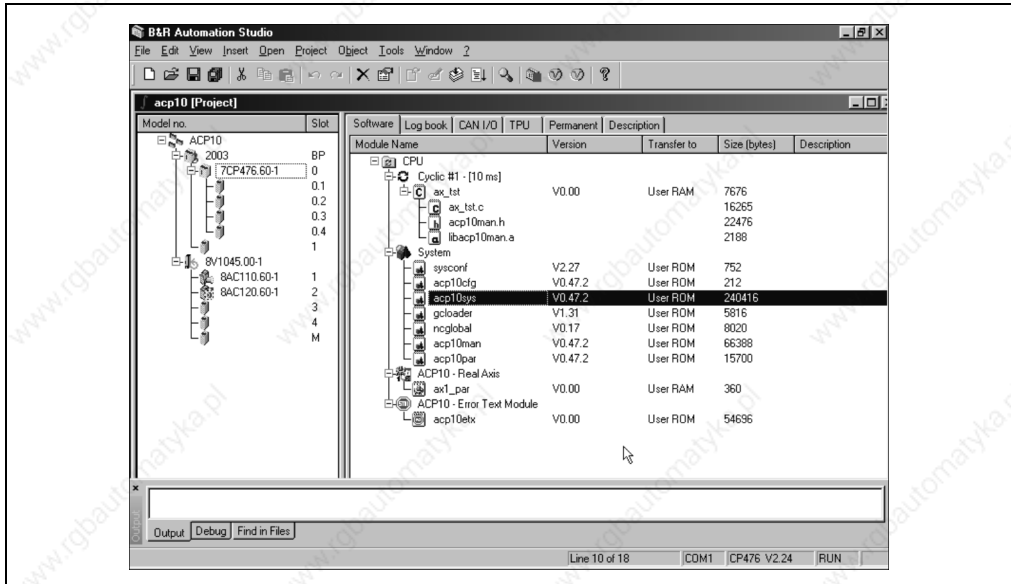 B&R Automation Studio
File Edit View Insert Open Project Object Tools Window ?
acp10 [Project]
Model no. Slot
ACP10
2003 BP
7CP476.60-1 0
0.1
0.2
0.3
0.4
1
8V1045.00-1
8AC110.60-1 1
8AC120.60-1 2
3
4
M
Software Log book CAN I/O TPU Permanent Description
Module Name Version Transfer to Size (bytes) Description
CPU
Cyclic #1 - [10 ms]
ax_tst V0.00 User RAM 7676
ax_tst.c 16265
acp10man.h 22476
libacp10man.a 2188
System
sysconf V2.27 User ROM 752
acp10cfg V0.47.2 User ROM 212
acp10sys V0.47.2 User ROM 240416
gcloader V1.31 User ROM 5816
ncglobal V0.17 User ROM 8020
acp10man V0.47.2 User ROM 66388
acp10par V0.47.2 User ROM 15700
ACP10 - Real Axis
ax1_par V0.00 User RAM 360
ACP10 - Error Text Module
acp10etx V0.00 User ROM 54696
Output
Output Debug Find in Files
Line 10 of 18 COM1 CP476 V2.24 RUN
www.rgbautomatyka.pl